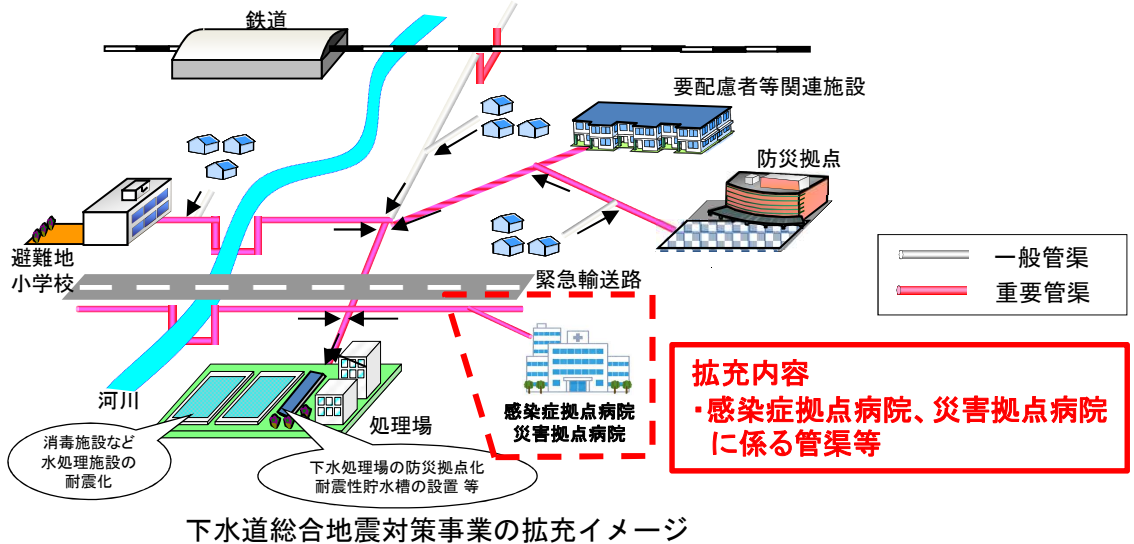 鉄道
要配慮者等関連施設
防災拠点
避難地
小学校
緊急輸送路
一般管渠
重要管渠
河川
処理場
感染症拠点病院
災害拠点病院
拡充内容
・感染症拠点病院、災害拠点病院
に係る管渠等
消毒施設など
水処理施設の
耐震化
下水処理場の防災拠点化
耐震性貯水槽の設置 等
下水道総合地震対策事業の拡充イメージ